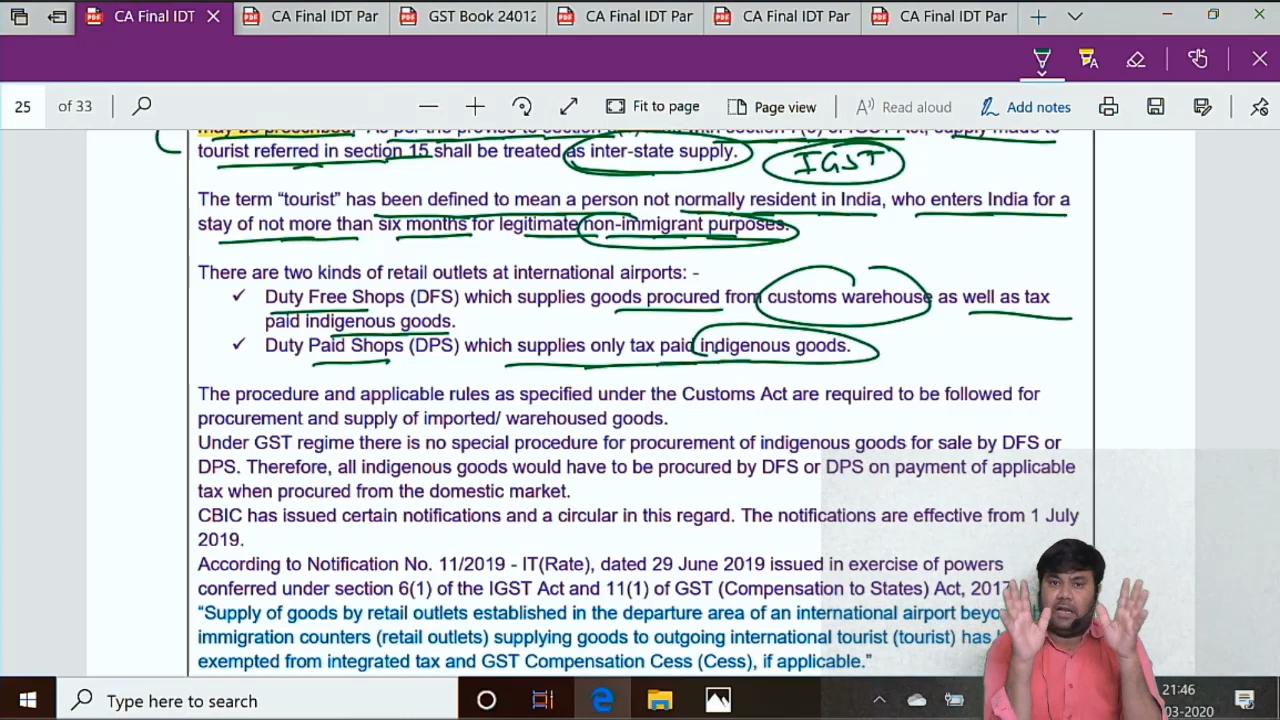 CA Final IDT
CA Final IDT Par
GST Book 24012
CA Final IDT Par
CA Final IDT Par
CA Final IDT Par
25 of 33
Fit to page
Page view
Read aloud
Add notes
may be prescribed.
supply made to
tourist referred in section 15 shall be treated as inter-state supply.
IGST
The term “tourist” has been defined to mean a person not normally resident in India, who enters India for a
stay of not more than six months for legitimate non-immigrant purposes.
There are two kinds of retail outlets at international airports: -
✓ Duty Free Shops (DFS) which supplies goods procured from customs warehouse as well as tax
paid indigenous goods.
✓ Duty Paid Shops (DPS) which supplies only tax paid indigenous goods.
The procedure and applicable rules as specified under the Customs Act are required to be followed for
procurement and supply of imported/ warehoused goods.
Under GST regime there is no special procedure for procurement of indigenous goods for sale by DFS or
DPS. Therefore, all indigenous goods would have to be procured by DFS or DPS on payment of applicable
tax when procured from the domestic market.
CBIC has issued certain notifications and a circular in this regard. The notifications are effective from 1 July
2019.
According to Notification No. 11/2019 - IT(Rate), dated 29 June 2019 issued in exercise of powers
conferred under section 6(1) of the IGST Act and 11(1) of GST (Compensation to States) Act, 2017
“Supply of goods by retail outlets established in the departure area of an international airport
immigration counters (retail outlets) supplying goods to outgoing international tourist (tourist) has
exempted from integrated tax and GST Compensation Cess (Cess), if applicable.”
Type here to search
21:46
03-2020